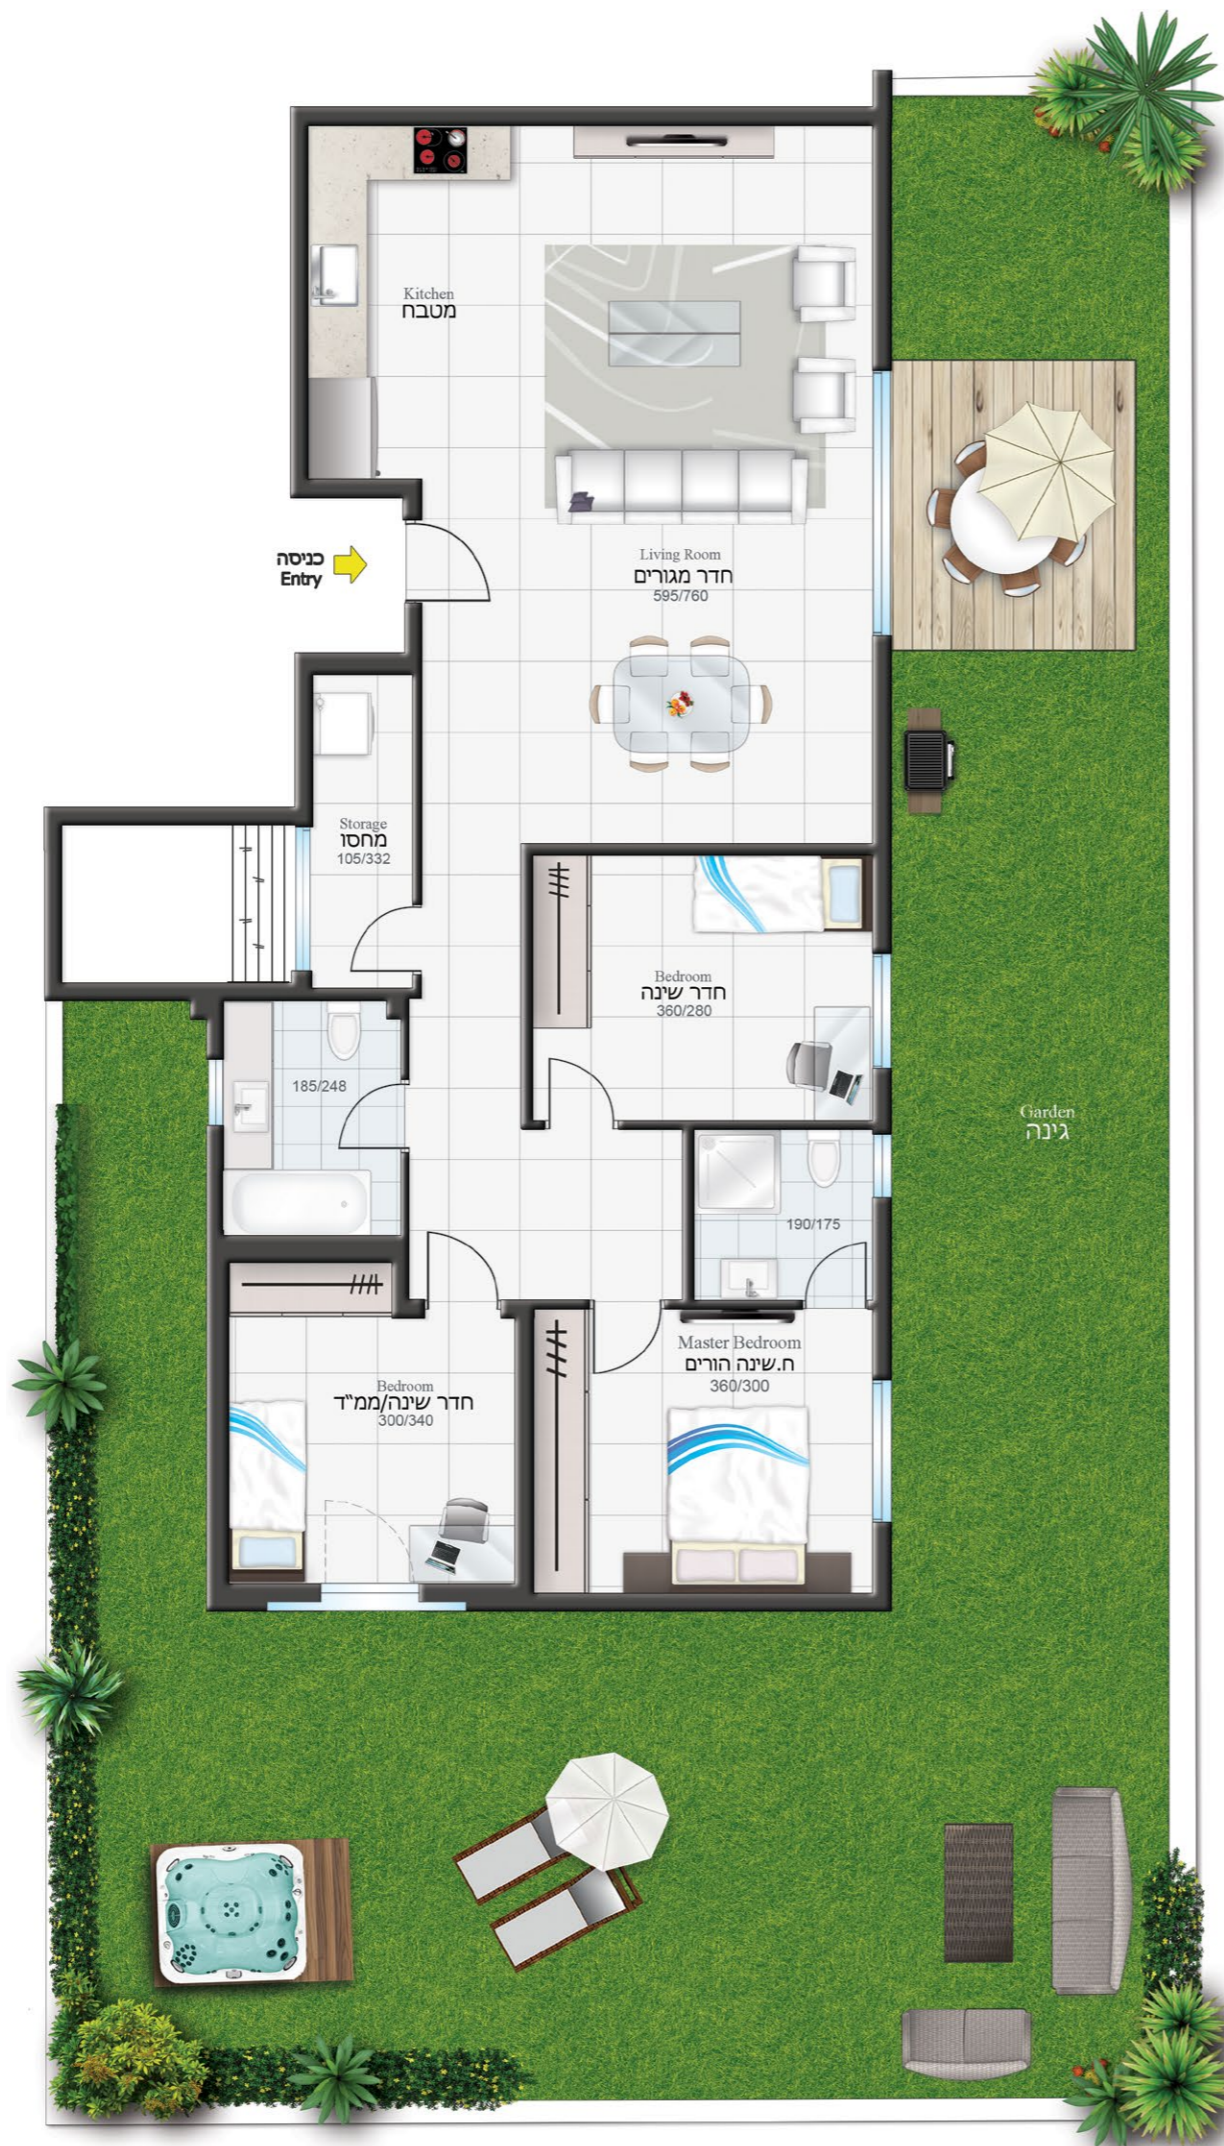 Kitchen
מטבח
כניסה
Entry
Living Room
חדר מגורים
595/760
Storage
מחסו
105/332
Bedroom
חדר שינה
360/280
185/248
Garden
גינה
190/175
Master Bedroom
ח.שינה הורים
360/300
Bedroom
חדר שינה/ממ"ד
300/340